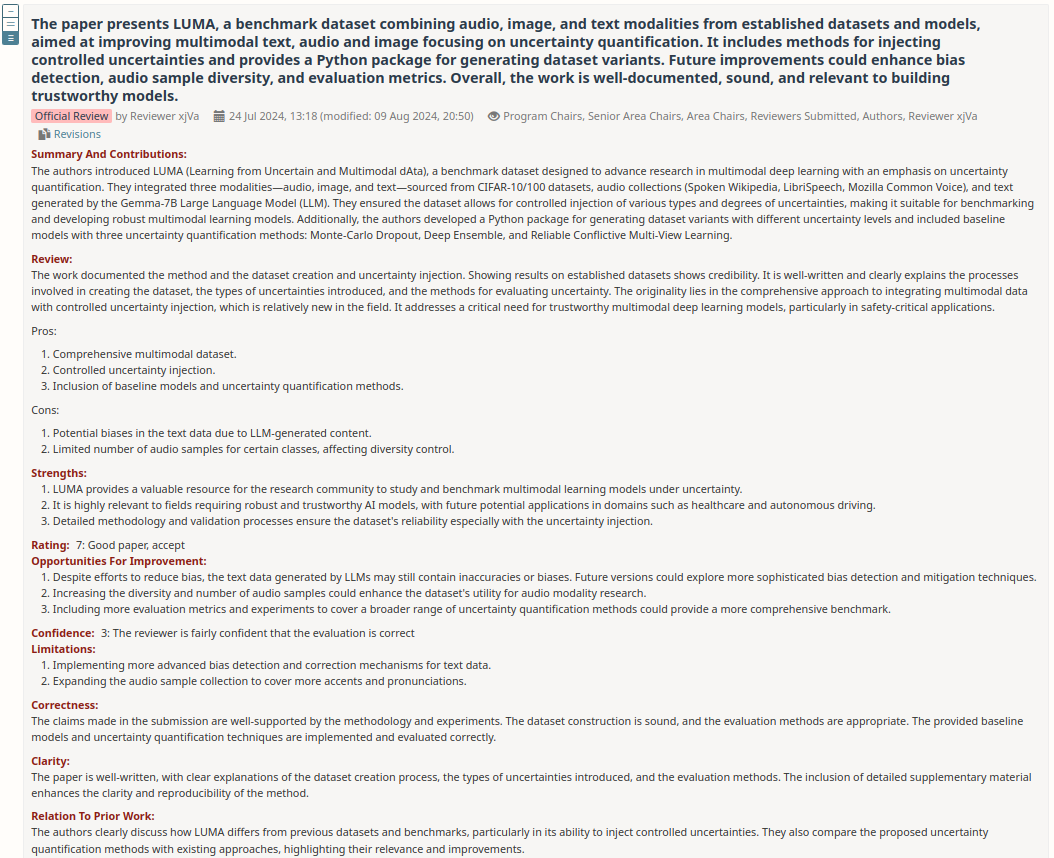 The paper presents LUMA, a benchmark dataset combining audio, image, and text modalities from established datasets and models,
aimed at improving multimodal text, audio and image focusing on uncertainty quantification. It includes methods for injecting
controlled uncertainties and provides a Python package for generating dataset variants. Future improvements could enhance bias
detection, audio sample diversity, and evaluation metrics. Overall, the work is well-documented, sound, and relevant to building
trustworthy models.
Official Review by Reviewer xjVa 24 Jul 2024, 13:18 (modified: 09 Aug 2024, 20:50) Program Chairs, Senior Area Chairs, Area Chairs, Reviewers Submitted, Authors, Reviewer xjVa
Revisions
Summary And Contributions:
The authors introduced LUMA (Learning from Uncertain and Multimodal dAta), a benchmark dataset designed to advance research in multimodal deep learning with an emphasis on uncertainty
quantification. They integrated three modalities—audio, image, and text—sourced from CIFAR-10/100 datasets, audio collections (Spoken Wikipedia, LibriSpeech, Mozilla Common Voice), and text
generated by the Gemma-7B Large Language Model (LLM). They ensured the dataset allows for controlled injection of various types and degrees of uncertainties, making it suitable for benchmarking
and developing robust multimodal learning models. Additionally, the authors developed a Python package for generating dataset variants with different uncertainty levels and included baseline
models with three uncertainty quantification methods: Monte-Carlo Dropout, Deep Ensemble, and Reliable Conflictive Multi-View Learning.
Review:
The work documented the method and the dataset creation and uncertainty injection. Showing results on established datasets shows credibility. It is well-written and clearly explains the processes
involved in creating the dataset, the types of uncertainties introduced, and the methods for evaluating uncertainty. The originality lies in the comprehensive approach to integrating multimodal data
with controlled uncertainty injection, which is relatively new in the field. It addresses a critical need for trustworthy multimodal deep learning models, particularly in safety-critical applications.
Pros:
1. Comprehensive multimodal dataset.
2. Controlled uncertainty injection.
3. Inclusion of baseline models and uncertainty quantification methods.
Cons:
1. Potential biases in the text data due to LLM-generated content.
2. Limited number of audio samples for certain classes, affecting diversity control.
Strengths:
1. LUMA provides a valuable resource for the research community to study and benchmark multimodal learning models under uncertainty.
2. It is highly relevant to fields requiring robust and trustworthy AI models, with future potential applications in domains such as healthcare and autonomous driving.
3. Detailed methodology and validation processes ensure the dataset's reliability especially with the uncertainty injection.
Rating: 7: Good paper, accept
Opportunities For Improvement:
1. Despite efforts to reduce bias, the text data generated by LLMs may still contain inaccuracies or biases. Future versions could explore more sophisticated bias detection and mitigation techniques.
2. Increasing the diversity and number of audio samples could enhance the dataset's utility for audio modality research.
3. Including more evaluation metrics and experiments to cover a broader range of uncertainty quantification methods could provide a more comprehensive benchmark.
Confidence: 3: The reviewer is fairly confident that the evaluation is correct
Limitations:
1. Implementing more advanced bias detection and correction mechanisms for text data.
2. Expanding the audio sample collection to cover more accents and pronunciations.
Correctness:
The claims made in the submission are well-supported by the methodology and experiments. The dataset construction is sound, and the evaluation methods are appropriate. The provided baseline
models and uncertainty quantification techniques are implemented and evaluated correctly.
Clarity:
The paper is well-written, with clear explanations of the dataset creation process, the types of uncertainties introduced, and the evaluation methods. The inclusion of detailed supplementary material
enhances the clarity and reproducibility of the method.
Relation To Prior Work:
The authors clearly discuss how LUMA differs from previous datasets and benchmarks, particularly in its ability to inject controlled uncertainties. They also compare the proposed uncertainty
quantification methods with existing approaches, highlighting their relevance and improvements.